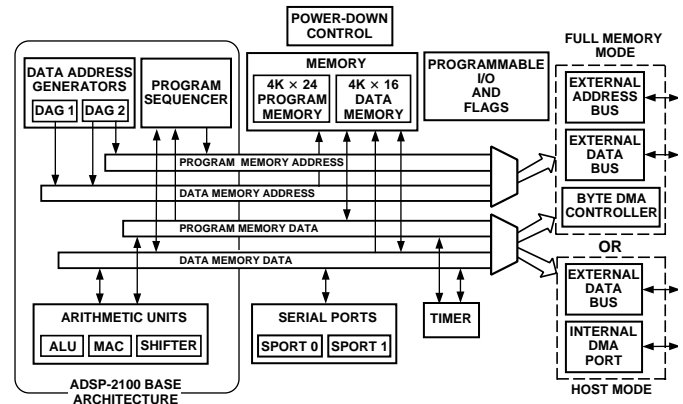 POWER-DOWN
CONTROL
FULL MEMORY
MODE
DATA ADDRESS
GENERATORS
DAG 1
DAG 2
PROGRAM
SEQUENCER
MEMORY
4K × 24
PROGRAM
MEMORY
4K × 16
DATA
MEMORY
PROGRAMMABLE
I/O
AND
FLAGS
EXTERNAL
ADDRESS
BUS
EXTERNAL
DATA
BUS
BYTE DMA
CONTROLLER
PROGRAM MEMORY ADDRESS
DATA MEMORY ADDRESS
PROGRAM MEMORY DATA
DATA MEMORY DATA
OR
ARITHMETIC UNITS
ALU
MAC
SHIFTER
SERIAL PORTS
SPORT 0
SPORT 1
TIMER
EXTERNAL
DATA
BUS
INTERNAL
DMA
PORT
HOST MODE
ADSP-2100 BASE
ARCHITECTURE